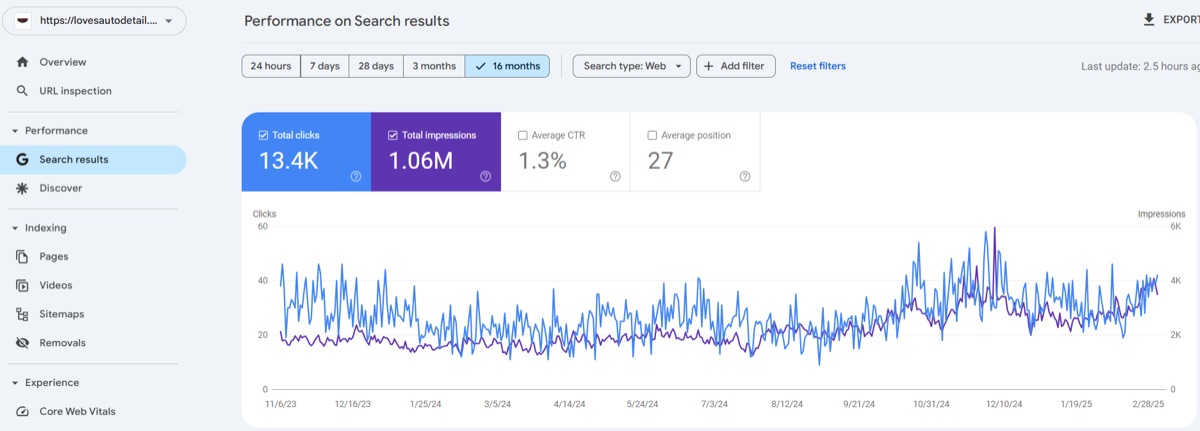 https://lovesautodetail....
Performance on Search results
EXPORT
24 hours 7 days 28 days 3 months 16 months Search type: Web Add filter Reset filters Last update: 2.5 hours ag
Overview
URL inspection
Performance
Search results
Discover
Indexing
Pages
Videos
Sitemaps
Removals
Experience
Core Web Vitals
Total clicks
13.4K
Total impressions
1.06M
Average CTR
1.3%
Average position
27
Clicks Impressions
60 6K
40 4K
20 2K
0 0
11/6/23 12/16/23 1/25/24 3/5/24 4/14/24 5/24/24 7/3/24 8/12/24 9/21/24 10/31/24 12/10/24 1/19/25 2/28/25